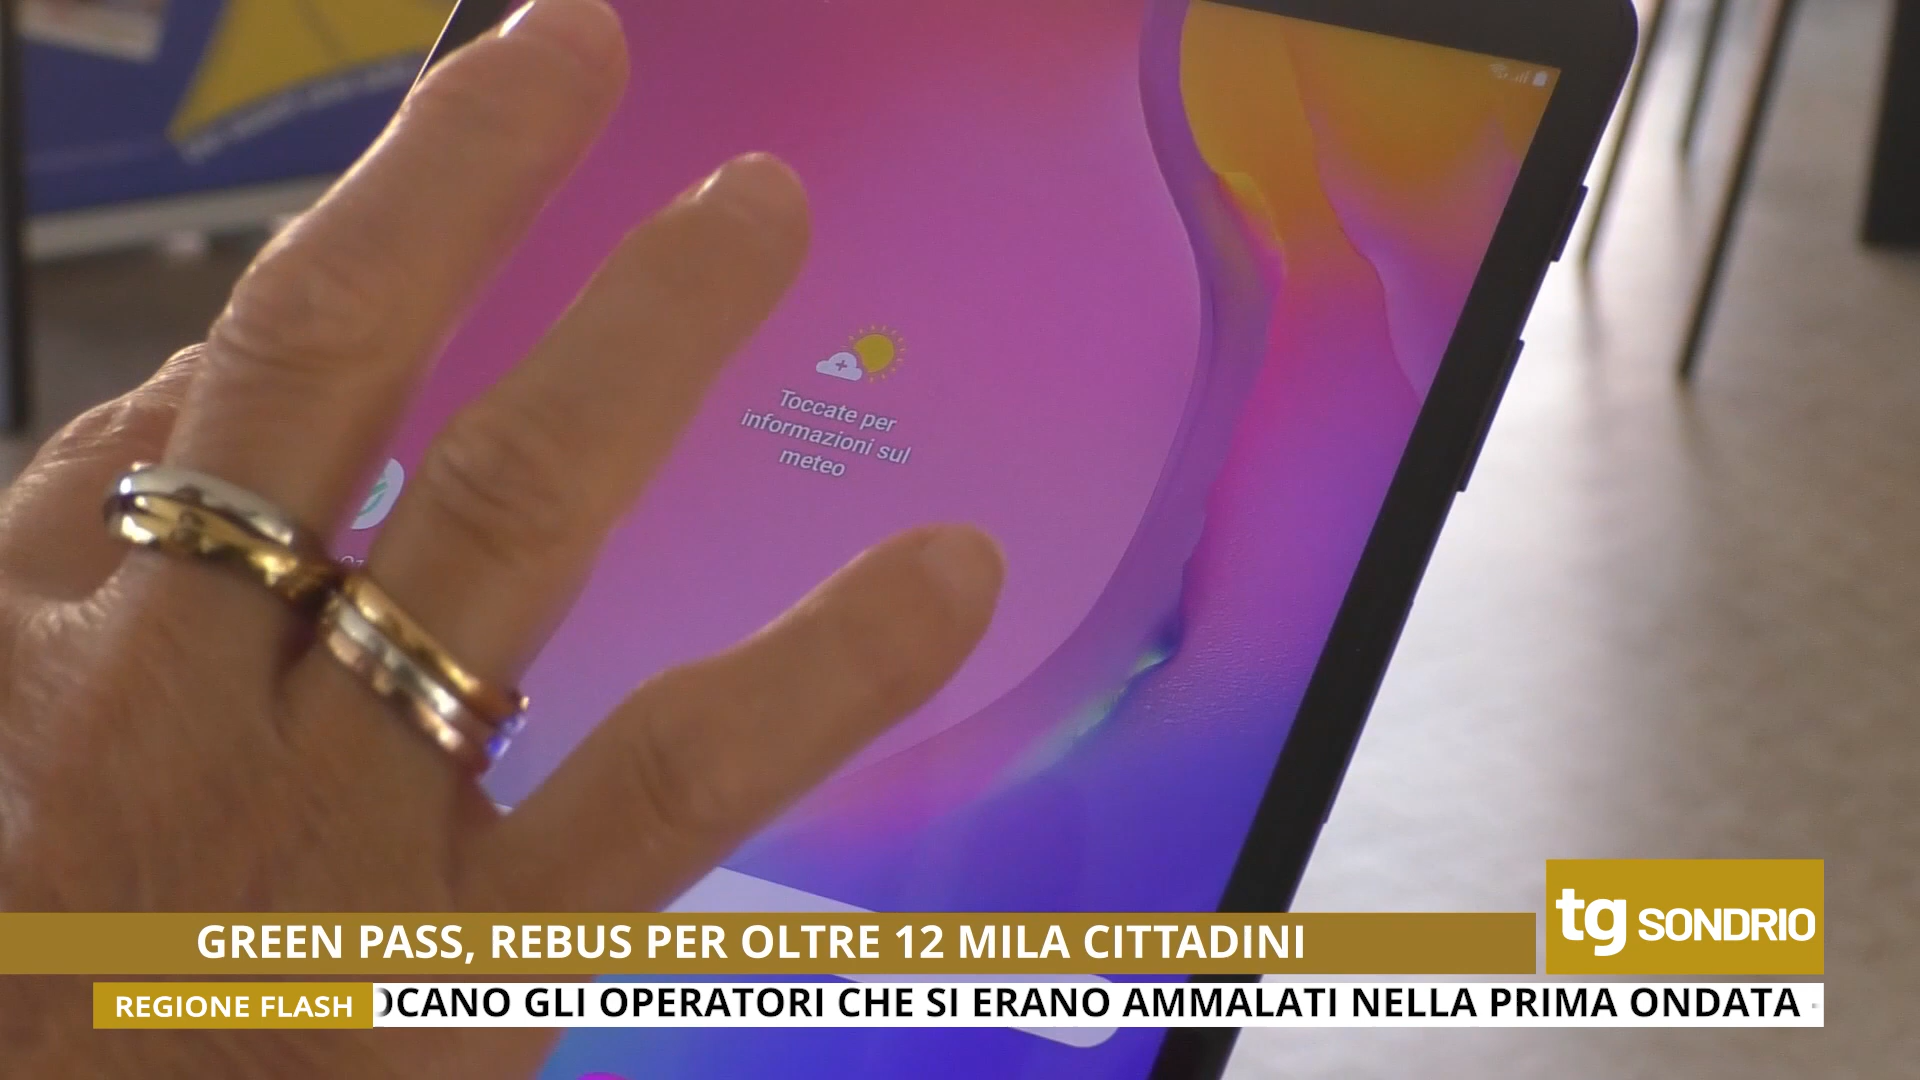 Toccate per
informazioni sul
meteo
GREEN PASS, REBUS PER OLTRE 12 MILA CITTADINI
tg SONDRIO
REGIONE FLASH
GLI OPERATORI CHE SI ERANO AMMALATI NELLA PRIMA ONDATA